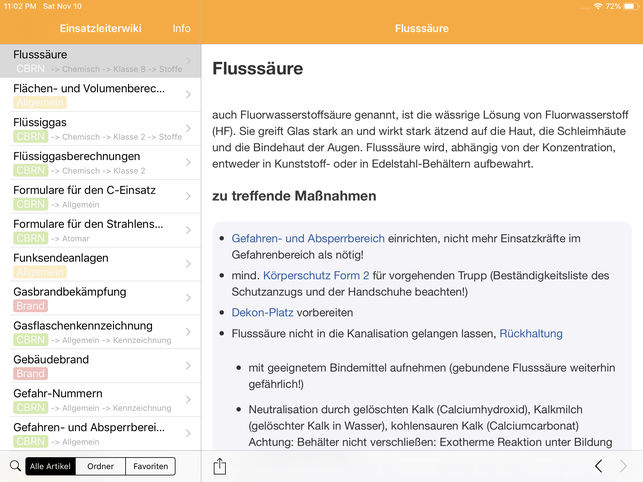 11:02 PM Sat Nov 10
72%
Einsatzleiterwiki
Info
Flusssäure
Flusssäure
CBRN -> Chemisch -> Klasse 8 -> Stoffe
Flächen- und Volumenberec...
Allgemein
Flüssiggas
CBRN -> Chemisch -> Klasse 2 -> Stoffe
Flüssiggasberechnungen
CBRN -> Chemisch -> Klasse 2
Formulare für den C-Einsatz
CBRN -> Allgemein
Formulare für den Strahlens...
CBRN -> Atomar
Funksendeanlagen
Allgemein
Gasbrandbekämpfung
Brand
Gasflaschenkennzeichnung
CBRN -> Allgemein -> Kennzeichnung
Gebäudebrand
Brand
Gefahr-Nummern
CBRN -> Allgemein -> Kennzeichnung
Gefahren- und Absperrberei...
CBRN -> Allgemein
Alle Artikel
Ordner
Favoriten
Flusssäure
auch Fluorwasserstoffsäure genannt, ist die wässrige Lösung von Fluorwasserstoff
(HF). Sie greift Glas stark an und wirkt stark ätzend auf die Haut, die Schleimhäute
und die Bindehaut der Augen. Flusssäure wird, abhängig von der Konzentration,
entweder in Kunststoff- oder in Edelstahl-Behältern aufbewahrt.
zu treffende Maßnahmen
• Gefahren- und Absperrbereich einrichten, nicht mehr Einsatzkräfte im
Gefahrenbereich als nötig!
• mind. Körperschutz Form 2 für vorgehenden Trupp (Beständigkeitsliste des
Schutzanzugs und der Handschuhe beachten!)
• Dekon-Platz vorbereiten
• Flusssäure nicht in die Kanalisation gelangen lassen, Rückhaltung
• mit geeignetem Bindemittel aufnehmen (gebundene Flusssäure weiterhin
gefährlich!)
• Neutralisation durch gelöschten Kalk (Calciumhydroxid), Kalkmilch
(gelöschter Kalk in Wasser), kohlensauren Kalk (Calciumcarbonat)
Achtung: Behälter nicht verschließen: Exotherme Reaktion unter Bildung